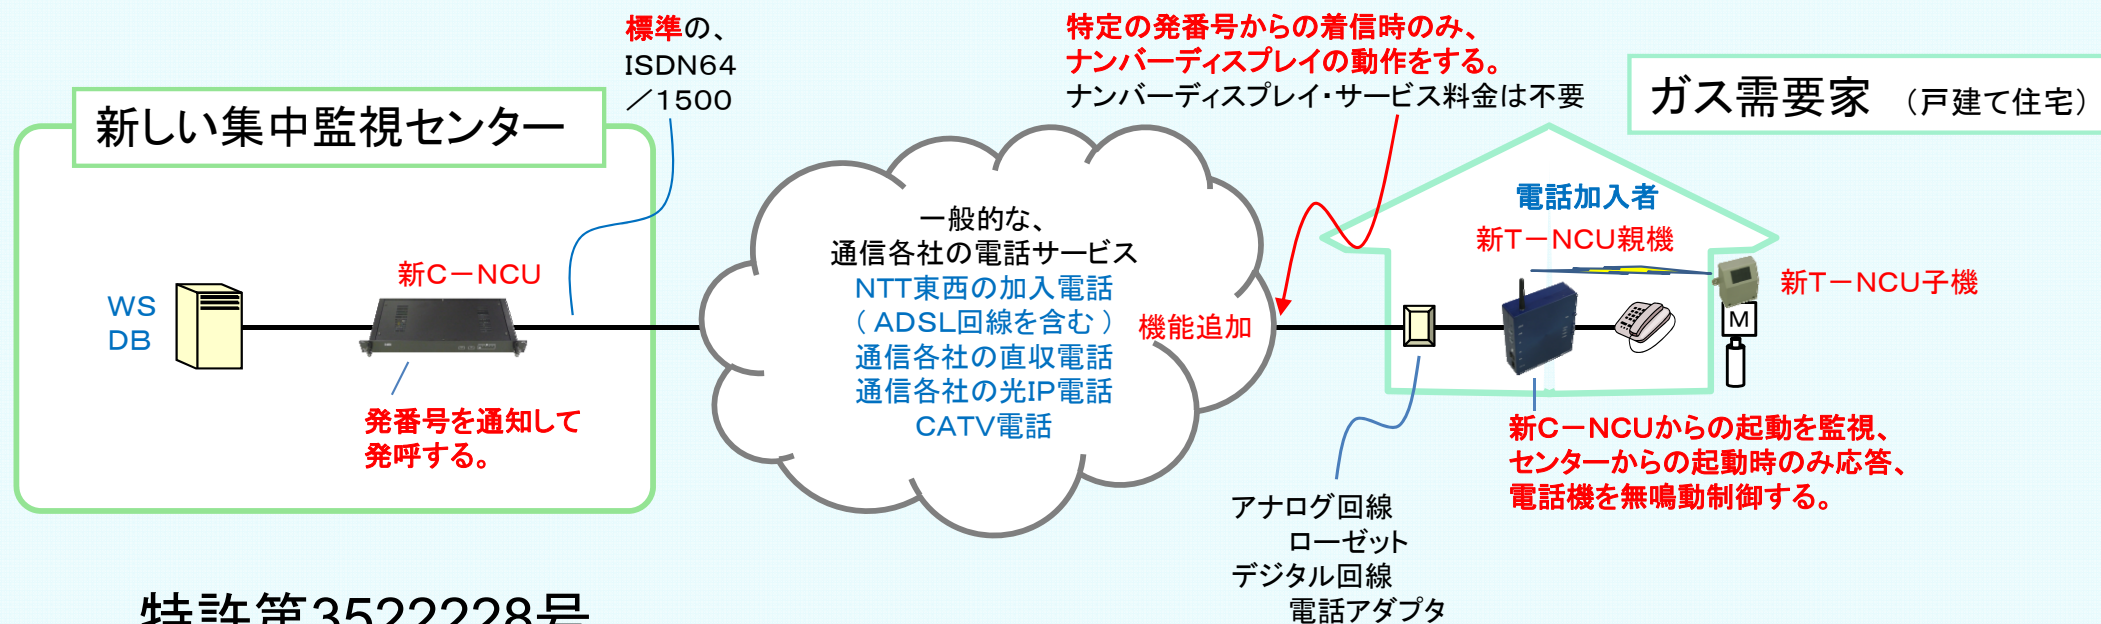 標準の、
ISDN64
／1500
特定の発番号からの着信時のみ、
ナンバーディスプレイの動作をする。
ナンバーディスプレイ・サービス料金は不要
ガス需要家 （戸建て住宅）
新しい集中監視センター
電話加入者
新T－NCU親機
新T－NCU子機
M
一般的な、
通信各社の電話サービス
NTT東西の加入電話
（ADSL回線を含む）
通信各社の直収電話
通信各社の光IP電話
CATV電話
機能追加
新C－NCU
WS
DB
発番号を通知して
発呼する。
新C－NCUからの起動を監視、
センターからの起動時のみ応答、
電話機を無鳴動制御する。
アナログ回線
ローゼット
デジタル回線
電話アダプタ
特許第3522228号